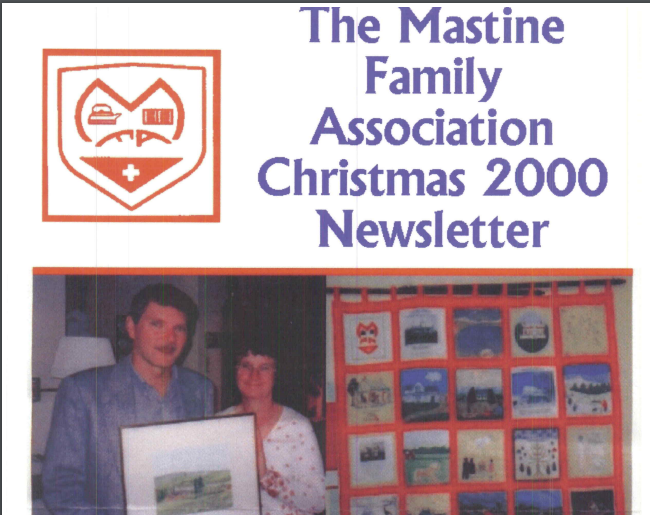 The Mastine
Family
Association
Christmas 2000
Newsletter